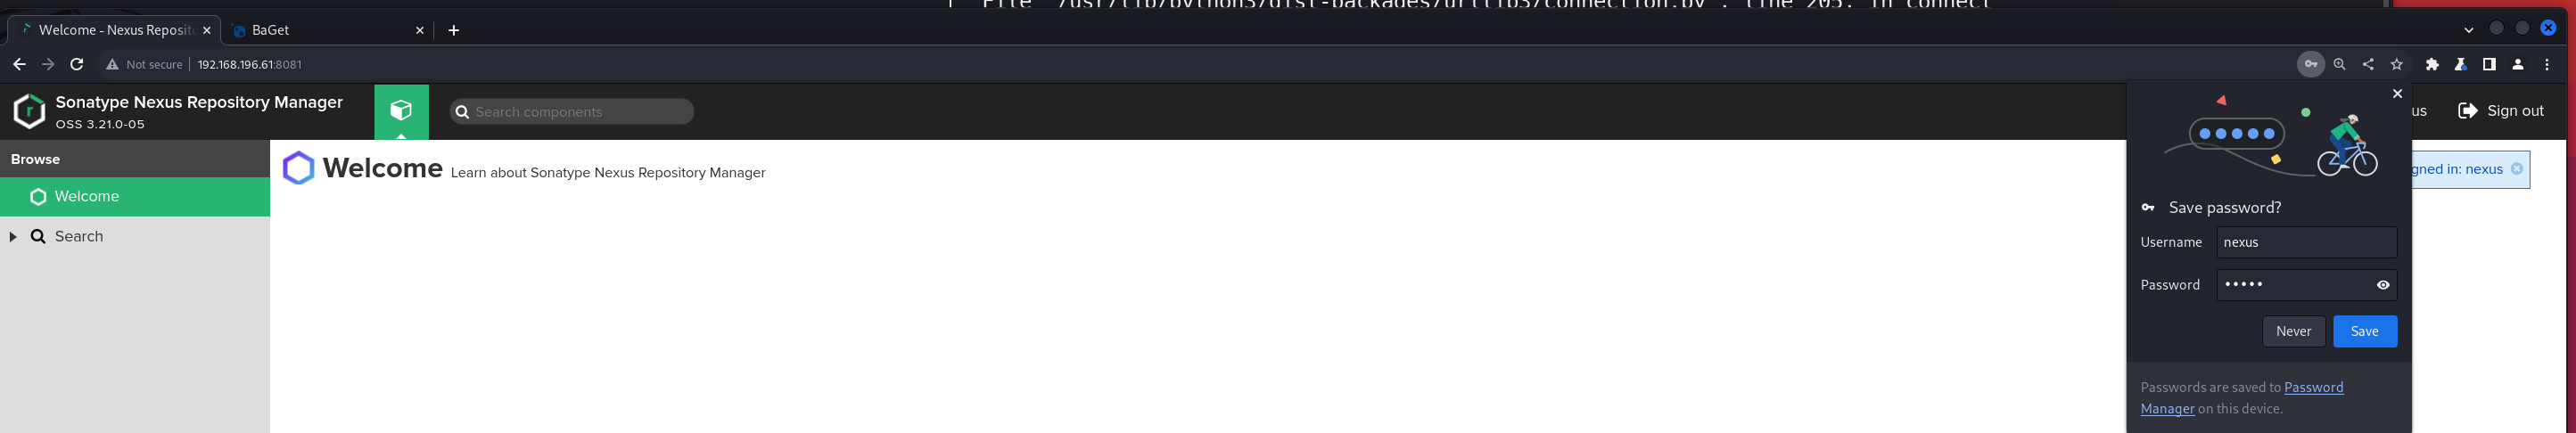 File "/usr/lib/python3/dist-packages/urllib3/connection.py", line 205, in connect
Welcome - Nexus Reposit
BaGet
Not secure
192.168.196.61:8081
Sonatype Nexus Repository Manager
OSS 3.21.0-05
Search components
us
Sign out
Browse
Welcome
Search
Welcome
Learn about Sonatype Nexus Repository Manager
gned in: nexus
Save password?
Username
nexus
Password
•••••
Never
Save
Passwords are saved to Password
Manager on this device.